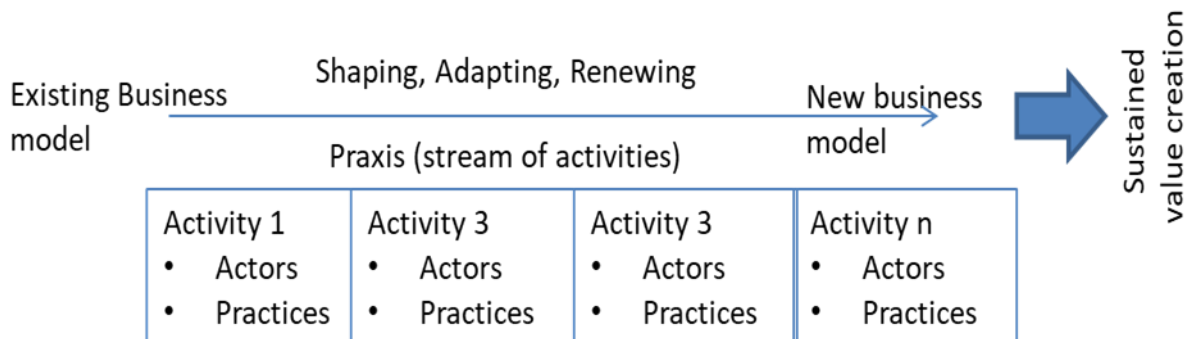 Shaping, Adapting, Renewing
Existing Business
model
New business
model
Praxis (stream of activities)
Sustained
value creation
Activity 1
• Actors
• Practices
Activity 3
• Actors
• Practices
Activity 3
• Actors
• Practices
Activity n
• Actors
• Practices